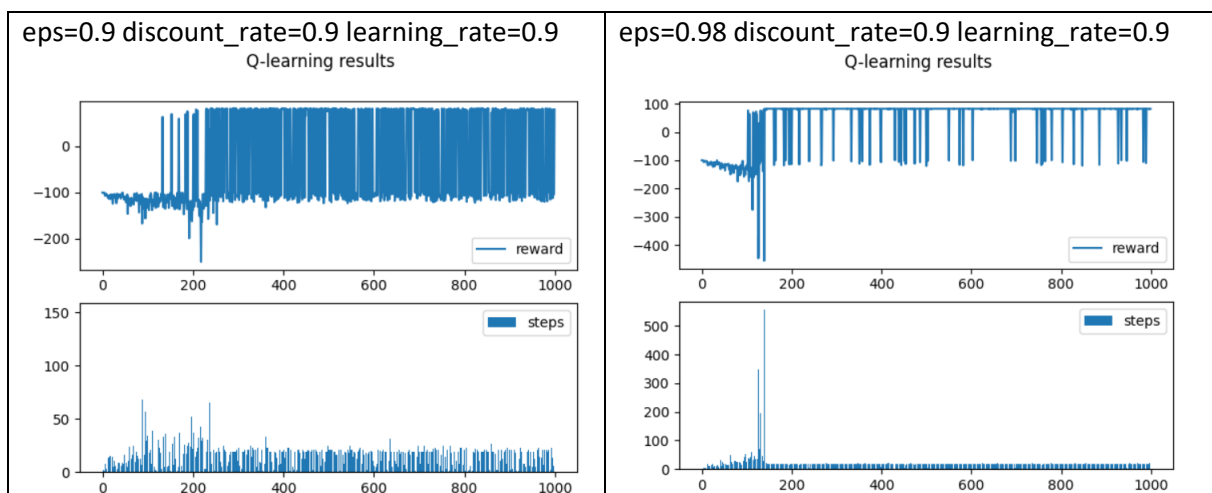 eps=0.9 discount_rate=0.9 learning_rate=0.9
Q-learning results
0
−100
−200
reward
0 200 400 600 800 1000
150
100
50
0
steps
0 200 400 600 800 1000
eps=0.98 discount_rate=0.9 learning_rate=0.9
Q-learning results
100
0
−100
−200
−300
−400
reward
0 200 400 600 800 1000
500
400
300
200
100
0
steps
0 200 400 600 800 1000